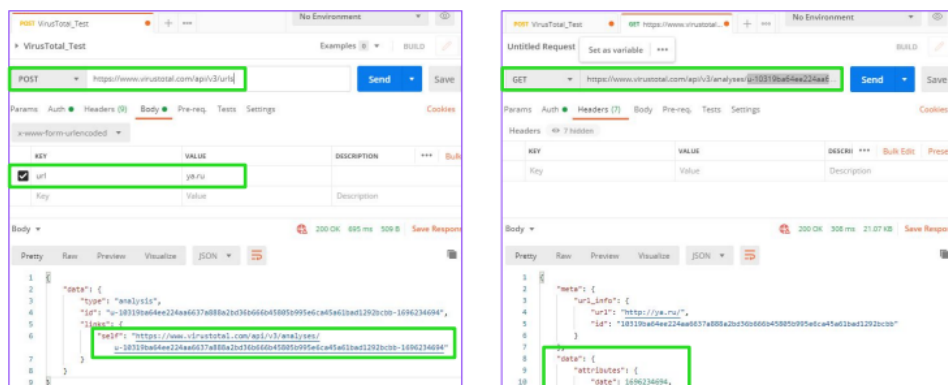 POST VirusTotal_Test
No Environment
VirusTotal_Test
Examples 0
BUILD
POST
https://www.virustotal.com/api/v3/urls
Send
Save
Params Auth Headers (9) Body Pre-req. Tests Settings
Cookies
x-www-form-urlencoded
KEY VALUE DESCRIPTION ••• Bulk
url ya.ru
Key Value Description
Body
200 OK 695 ms 509 B Save Respon
Pretty Raw Preview Visualize JSON
1 {
2 "data": {
3 "type": "analysis",
4 "id": "u-10319ba64ee224aa6637a888a2bd36b666b45805b995e6ca45a61bad1292bcbb-1696234694",
5 "links": {
6 "self": "https://www.virustotal.com/api/v3/analyses/
u-10319ba64ee224aa6637a888a2bd36b666b45805b995e6ca45a61bad1292bcbb-1696234694"
7 }
8 }
9 }
POST VirusTotal_Test
GET https://www.virustotal...
No Environment
Untitled Request
Set as variable •••
BUILD
GET
https://www.virustotal.com/api/v3/analyses/u-10319ba64ee224aa6...
Send
Save
Params Auth Headers (7) Body Pre-req. Tests Settings
Cookies
Headers 7 hidden
KEY VALUE DESCRI ••• Bulk Edit Prese
Key Value Description
Body
200 OK 308 ms 21.07 KB Save Respo
Pretty Raw Preview Visualize JSON
1 {
2 "meta": {
3 "url_info": {
4 "url": "http://ya.ru/",
5 "id": "10319ba64ee224aa6637a888a2bd36b666b45805b995e6ca45a61bad1292bcbb"
6 }
7 },
8 "data": {
9 "attributes": {
10 "date": 1696234694,